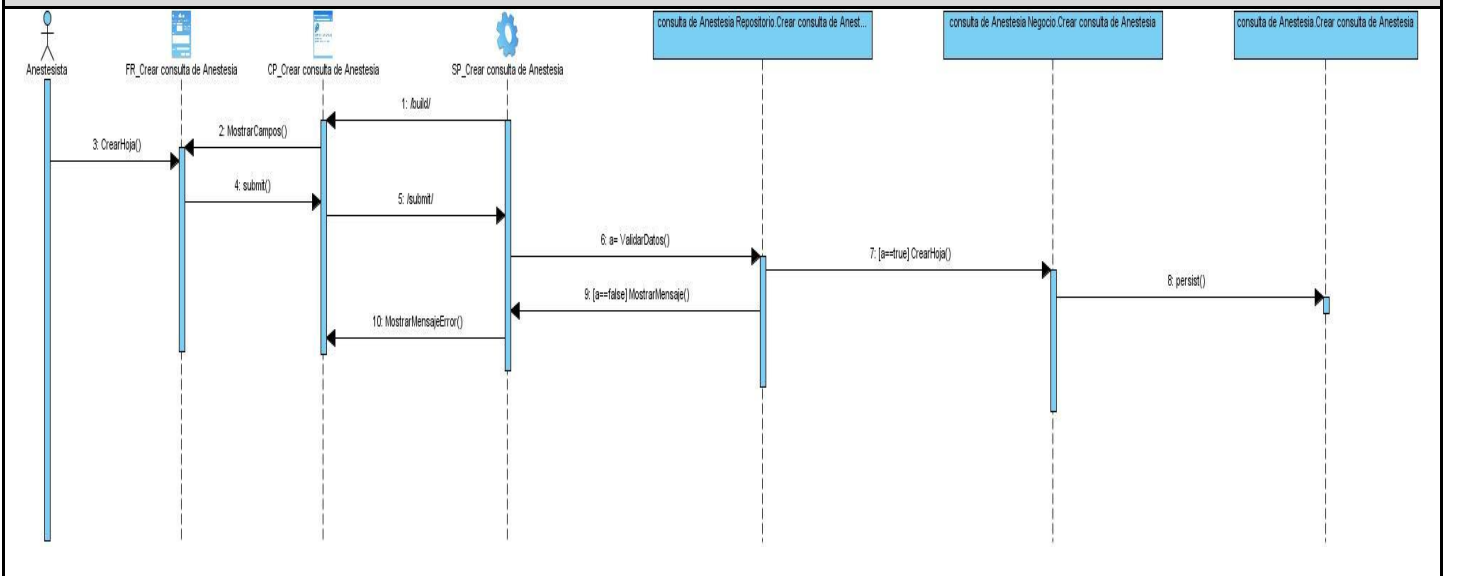 consulta de Anestesia Repositorio.Crear consulta de Anest...
consulta de Anestesia Negocio.Crear consulta de Anestesia
consulta de Anestesia.Crear consulta de Anestesia
Anestesista
FR_Crear consulta de Anestesia
CP_Crear consulta de Anestesia
SP_Crear consulta de Anestesia
1: /build/
2: MostrarCampos()
3: CrearHoja()
4: submit()
5: /submit/
6: a= ValidarDatos()
7: [a==true] CrearHoja()
8: persist()
9: [a==false] MostrarMensaje()
10: MostrarMensajeError()